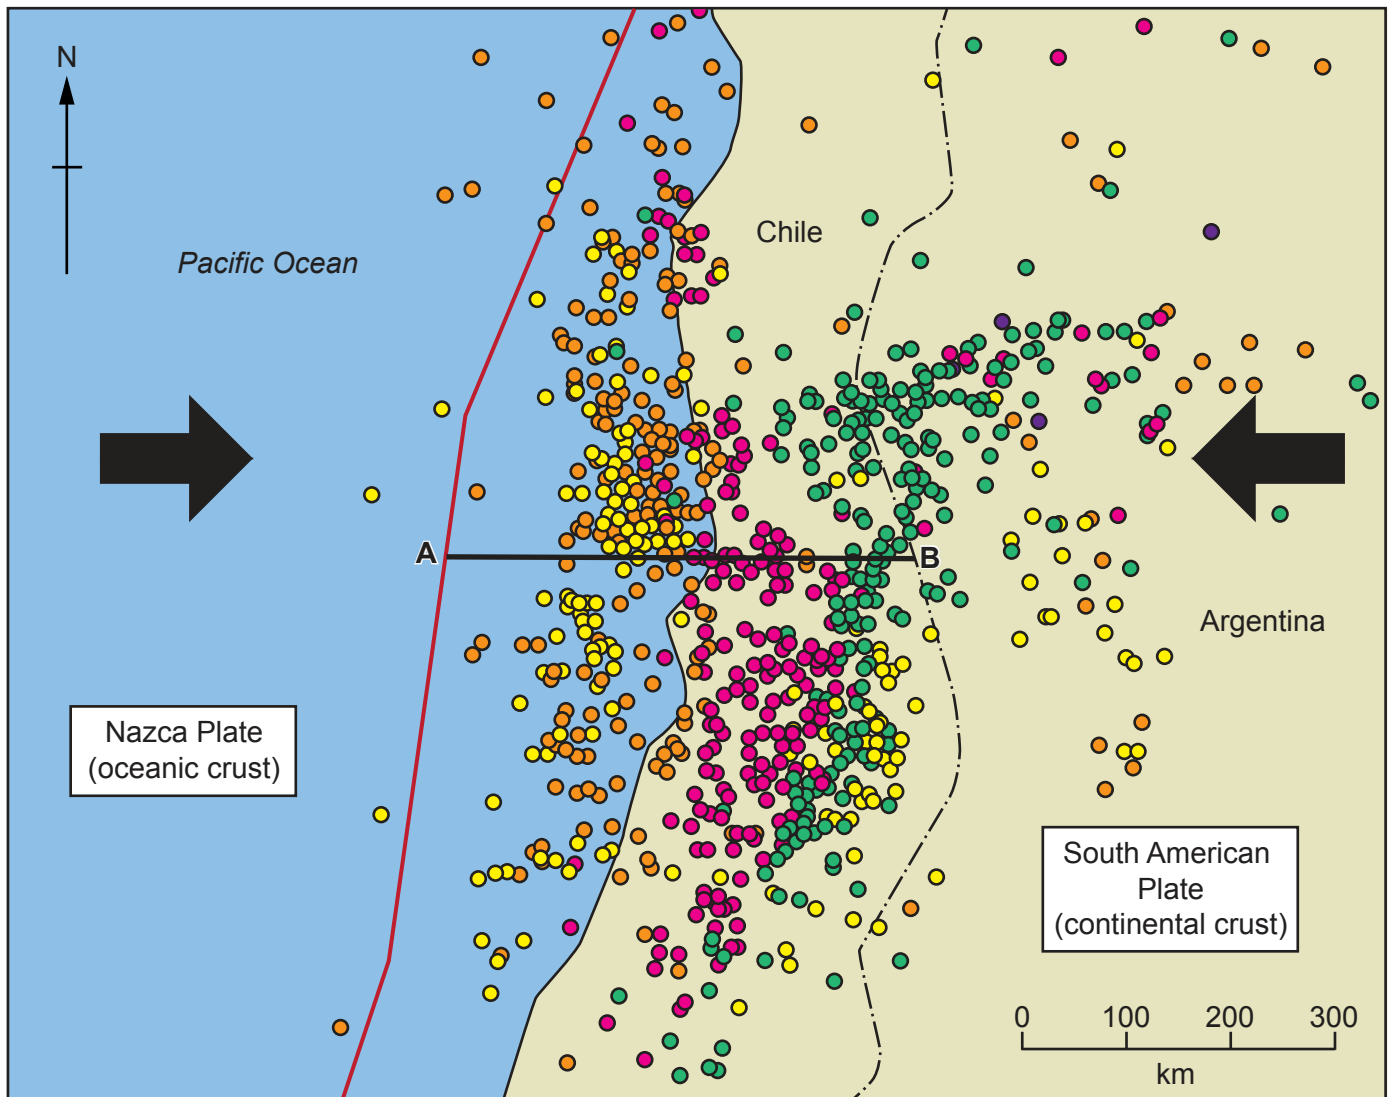 N
Pacific Ocean
Chile
A
B
Argentina
Nazca Plate
(oceanic crust)
South American
Plate
(continental crust)
0 100 200 300
km